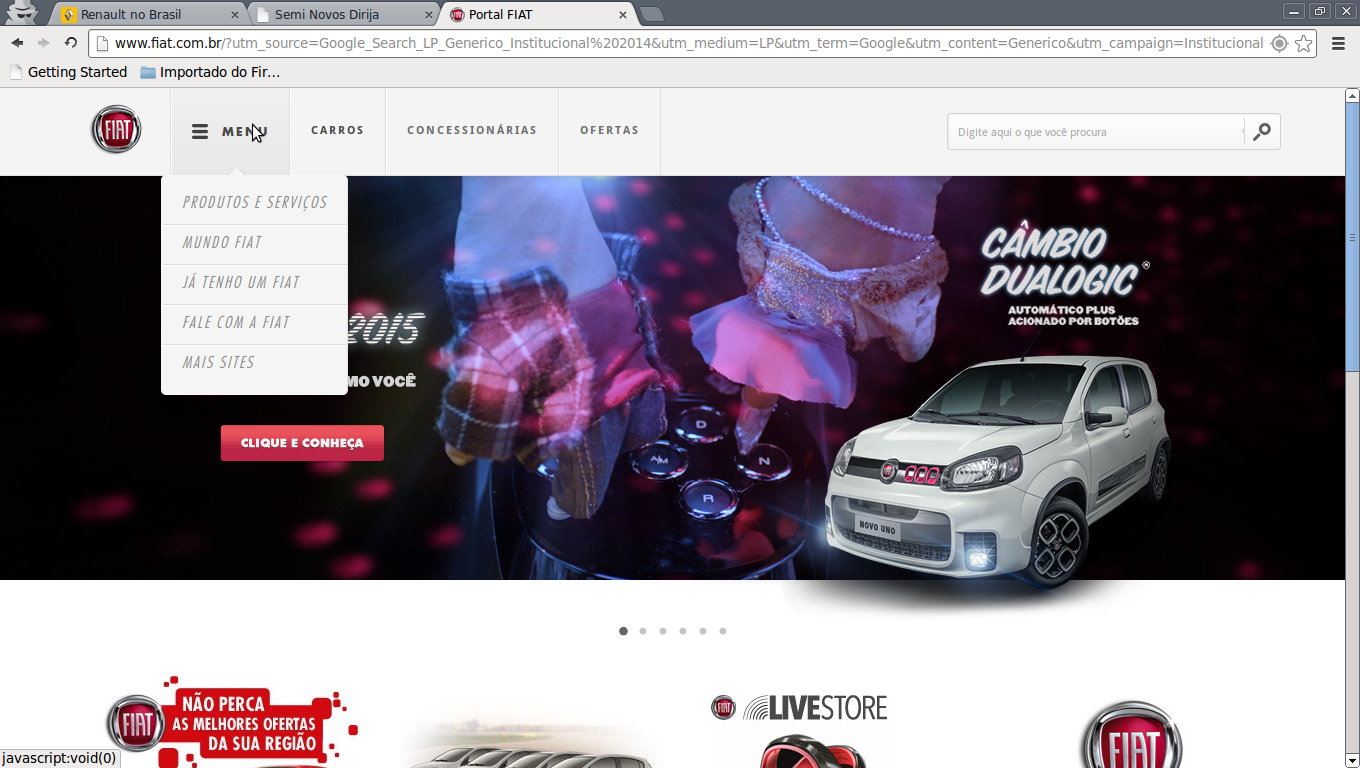 Renault no Brasil
Semi Novos Dirija
Portal FIAT
www.fiat.com.br/?utm_source=Google_Search_LP_Generico_Institucional%202014&utm_medium=LP&utm_term=Google&utm_content=Generico&utm_campaign=Institucional
Getting Started
Importado do Fir...
FIAT
MENU
CARROS
CONCESSIONÁRIAS
OFERTAS
Digite aqui o que você procura
PRODUTOS E SERVIÇOS
MUNDO FIAT
JÁ TENHO UM FIAT
FALE COM A FIAT
MAIS SITES
2015
MO VOCÊ
CLIQUE E CONHEÇA
D
A/M
N
R
CÂMBIO
DUALOGIC®
AUTOMÁTICO PLUS
ACIONADO POR BOTÕES
NOVO UNO
FIAT
NÃO PERCA
AS MELHORES OFERTAS
DA SUA REGIÃO
FIAT
LIVESTORE
FIAT
javascript:void(0)